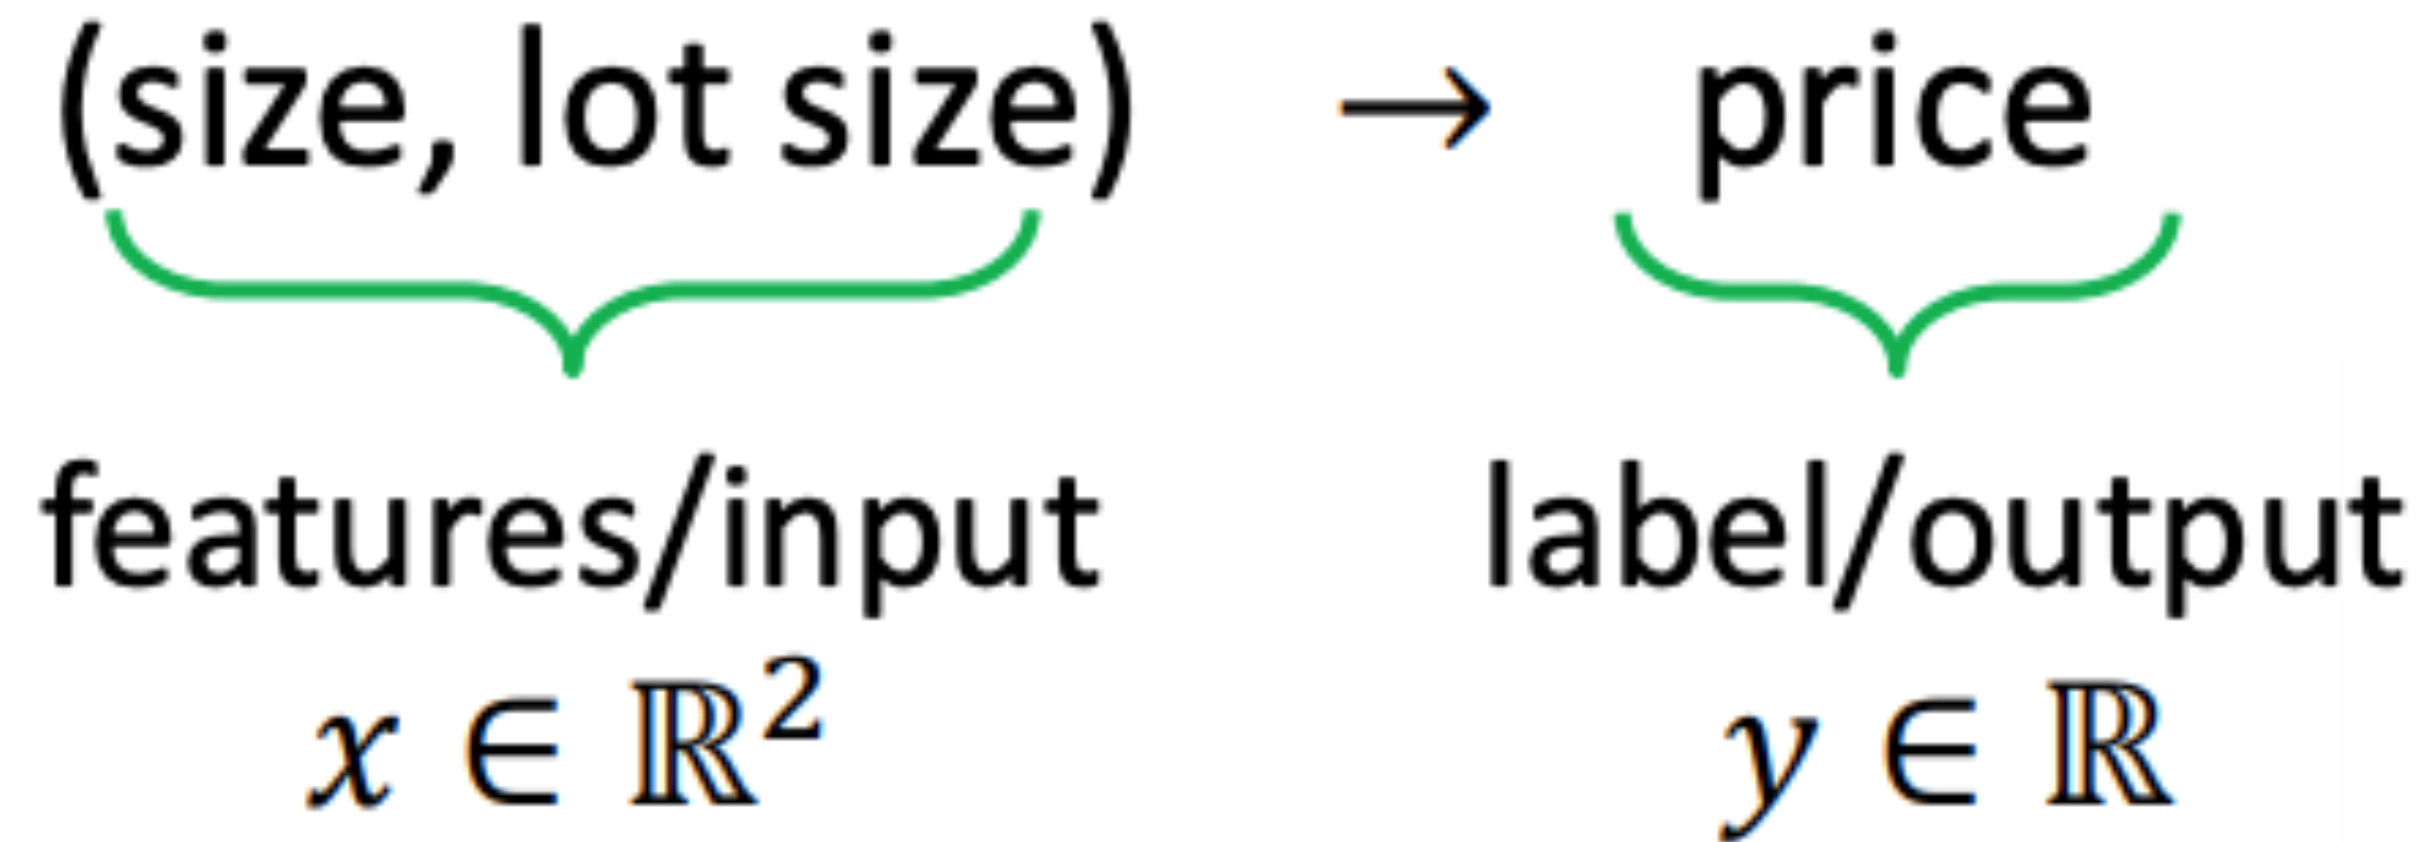 (size, lot size) → price
features/input label/output
x ∈ ℝ² y ∈ ℝ